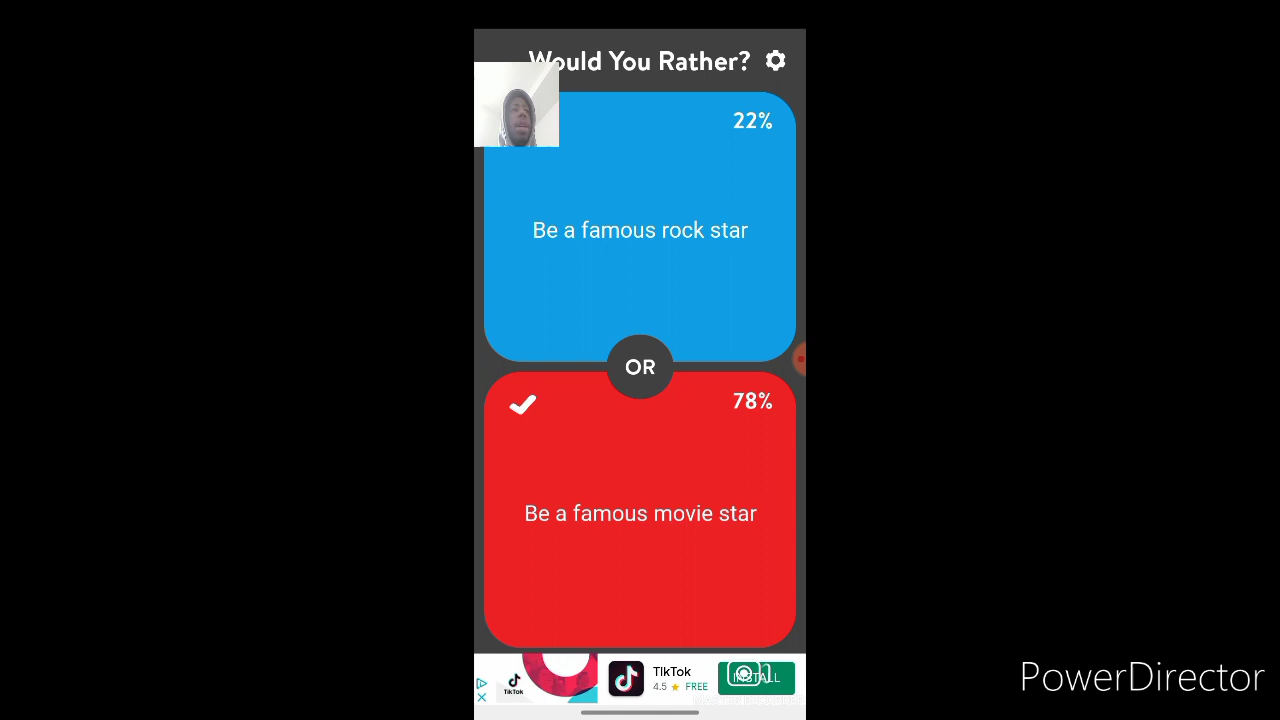 Would You Rather?
22%
Be a famous rock star
OR
78%
Be a famous movie star
TikTok
TikTok
4.5 ★ FREE
INSTALL
PowerDirector